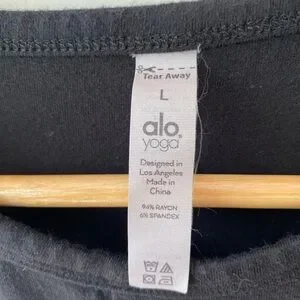 Tear Away
L
alo
yoga
Designed in
Los Angeles
Made in
China
94% RAYON
6% SPANDEX